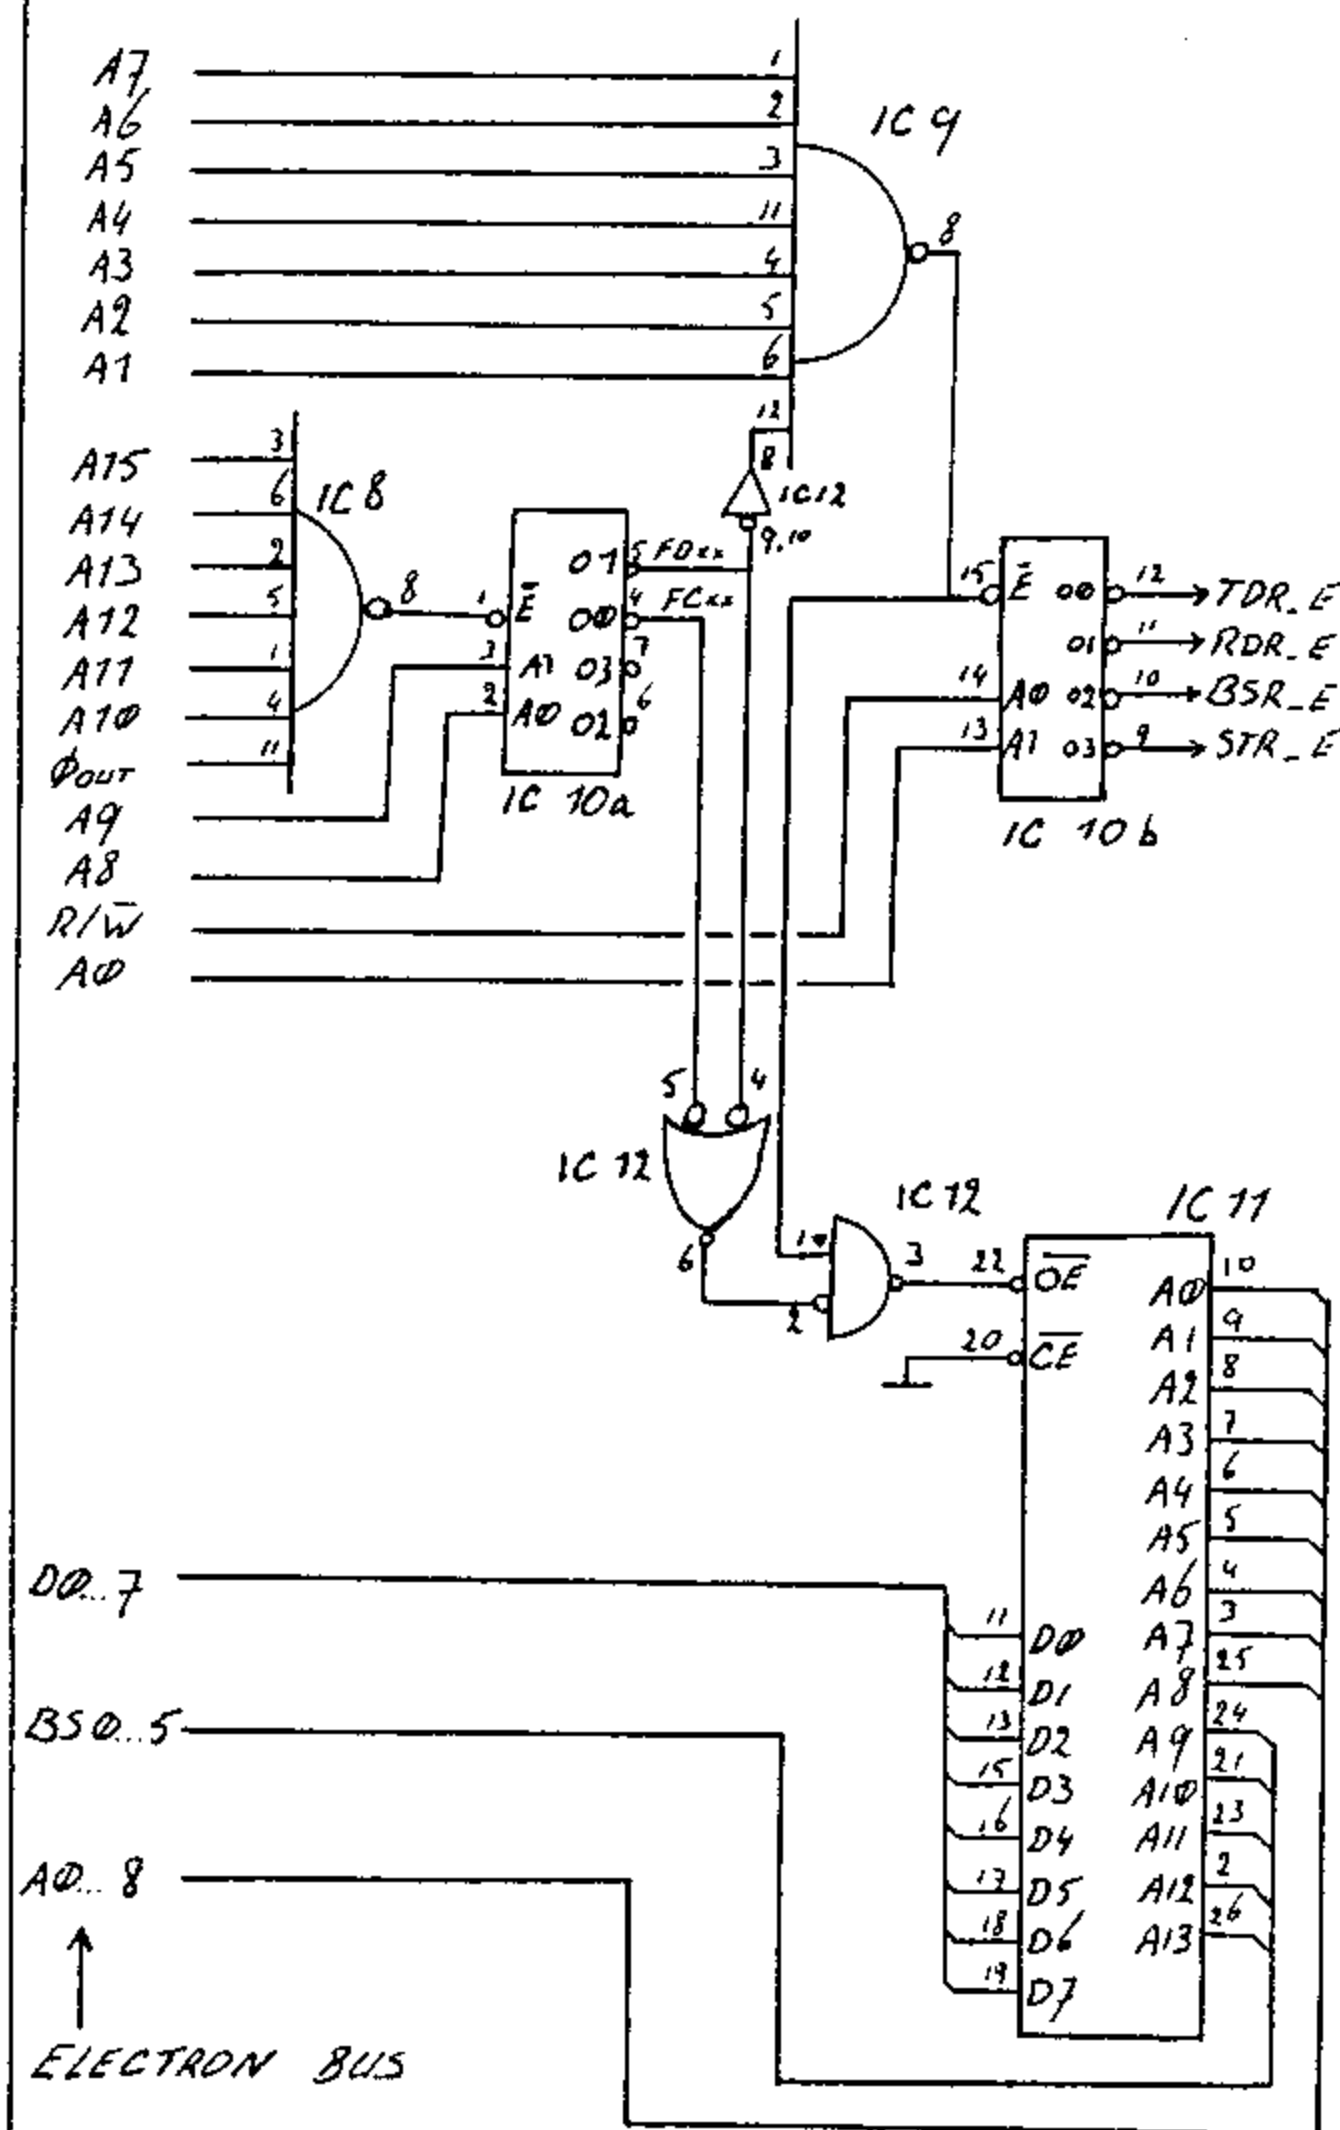 A7 1
A6 2 IC 9
A5 3
A4 11 8
A3 4
A2 5
A1 6
12
A15 3 8
A14 6 IC 8 IC12
A13 2 9,10
A12 5 8
A11 1
A1Ø 4
ΦOUT 11
A9
A8
R/W̅
AØ
1 E̅ O1 5 FDxx
3 A1 OØ 4 FCxx
2 AØ O3 7
O2 6
IC 10a
15 E̅ OØ 12 TDR_E
O1 11 RDR_E
14 AØ O2 10 BSR_E
13 A1 O3 9 STR_E
IC 10b
5 4
IC 12
6
IC 12
1 3
2
IC 11
22 O̅E̅ AØ 10
20 C̅E̅ A1 9
A2 8
A3 7
A4 6
A5 5
A6 4
11 DØ A7 3
12 D1 A8 25
13 D2 A9 24
15 D3 A1Ø 21
16 D4 A11 23
17 D5 A12 2
18 D6 A13 26
19 D7
DØ...7
BSØ...5
AØ...8
ELECTRON BUS